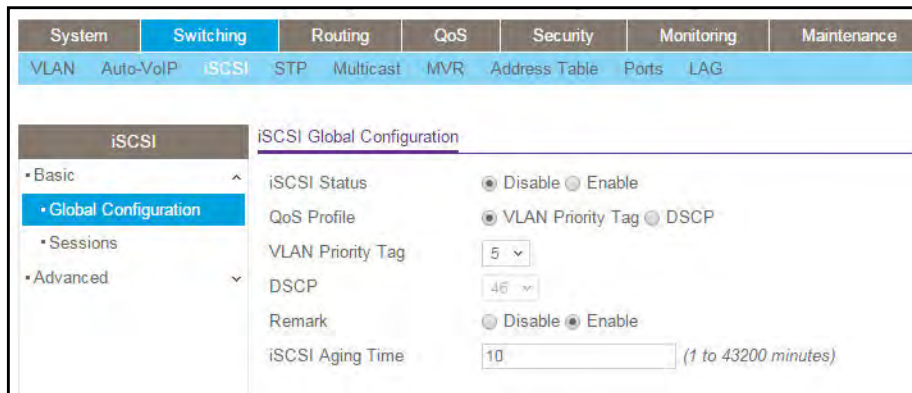 System Switching Routing QoS Security Monitoring Maintenance
VLAN Auto-VoIP iSCSI STP Multicast MVR Address Table Ports LAG
iSCSI
Basic
Global Configuration
Sessions
Advanced
iSCSI Global Configuration
iSCSI Status Disable Enable
QoS Profile VLAN Priority Tag DSCP
VLAN Priority Tag 5
DSCP 46
Remark Disable Enable
iSCSI Aging Time 10 (1 to 43200 minutes)